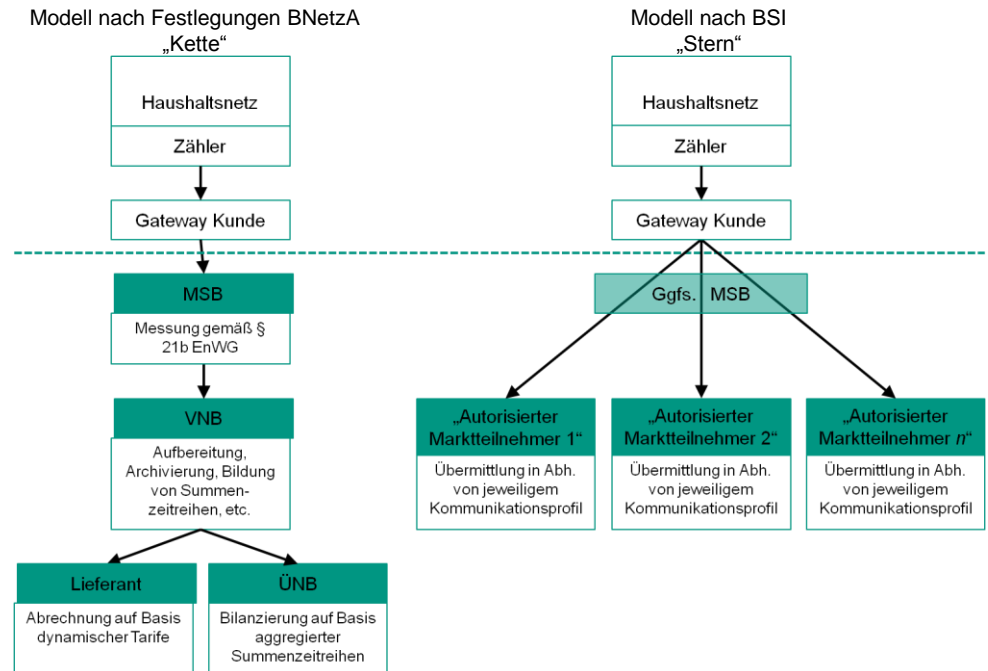 Modell nach Festlegungen BNetzA
„Kette“
Haushaltsnetz
Zähler
Gateway Kunde
MSB
Messung gemäß §
21b EnWG
VNB
Aufbereitung,
Archivierung, Bildung
von Summen-
zeitreihen, etc.
Lieferant
Abrechnung auf Basis
dynamischer Tarife
ÜNB
Bilanzierung auf Basis
aggregierter
Summenzeitreihen
Modell nach BSI
„Stern“
Haushaltsnetz
Zähler
Gateway Kunde
Ggfs. MSB
„Autorisierter
Marktteilnehmer 1“
Übermittlung in Abh.
von jeweiligem
Kommunikationsprofil
„Autorisierter
Marktteilnehmer 2“
Übermittlung in Abh.
von jeweiligem
Kommunikationsprofil
„Autorisierter
Marktteilnehmer n“
Übermittlung in Abh.
von jeweiligem
Kommunikationsprofil